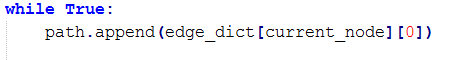 while True:
    path.append(edge_dict[current_node][0])